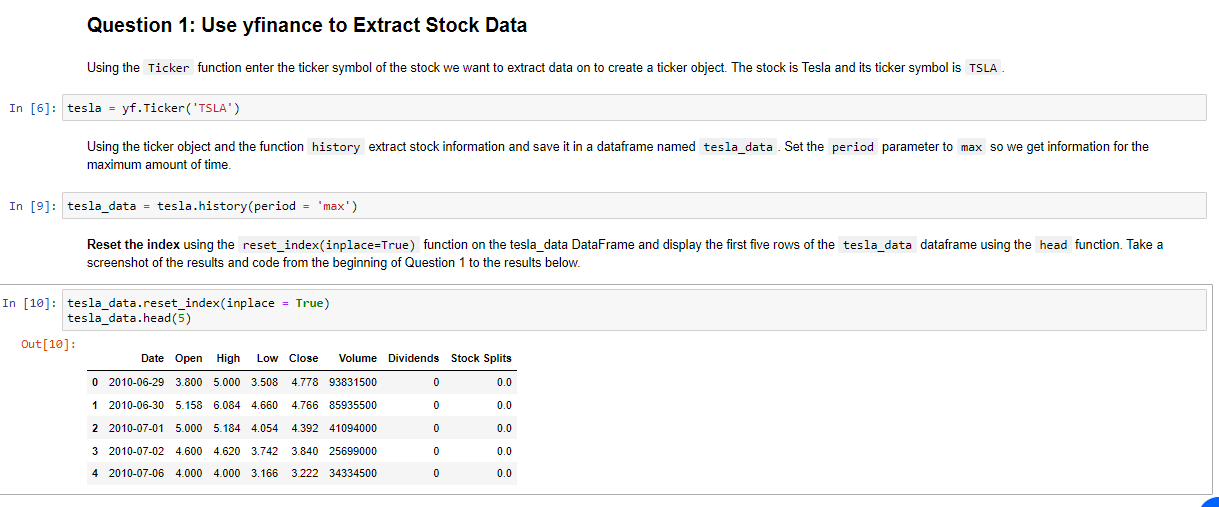 Question 1: Use yfinance to Extract Stock Data
Using the Ticker function enter the ticker symbol of the stock we want to extract data on to create a ticker object. The stock is Tesla and its ticker symbol is TSLA .
In [6]: tesla = yf.Ticker('TSLA')
Using the ticker object and the function history extract stock information and save it in a dataframe named tesla_data . Set the period parameter to max so we get information for the
maximum amount of time.
In [9]: tesla_data = tesla.history(period = 'max')
Reset the index using the reset_index(inplace=True) function on the tesla_data DataFrame and display the first five rows of the tesla_data dataframe using the head function. Take a
screenshot of the results and code from the beginning of Question 1 to the results below.
In [10]: tesla_data.reset_index(inplace = True)
tesla_data.head(5)
Out[10]:
Date Open High Low Close Volume Dividends Stock Splits
0 2010-06-29 3.800 5.000 3.508 4.778 93831500 0 0.0
1 2010-06-30 5.158 6.084 4.660 4.766 85935500 0 0.0
2 2010-07-01 5.000 5.184 4.054 4.392 41094000 0 0.0
3 2010-07-02 4.600 4.620 3.742 3.840 25699000 0 0.0
4 2010-07-06 4.000 4.000 3.166 3.222 34334500 0 0.0